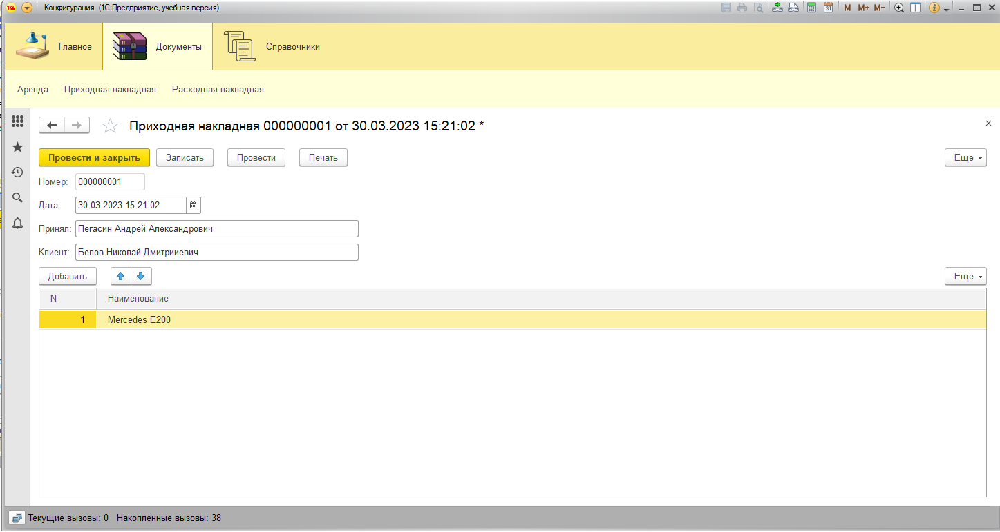 Конфигурация (1С:Предприятие, учебная версия)
M M+ M-
Главное Документы Справочники
Аренда Приходная накладная Расходная накладная
Приходная накладная 000000001 от 30.03.2023 15:21:02 *
Провести и закрыть Записать Провести Печать Еще
Номер: 000000001
Дата: 30.03.2023 15:21:02
Принял: Пегасин Андрей Александрович
Клиент: Белов Николай Дмитрииевич
Добавить Еще
N Наименование
1 Mercedes E200
Текущие вызовы: 0 Накопленные вызовы: 38